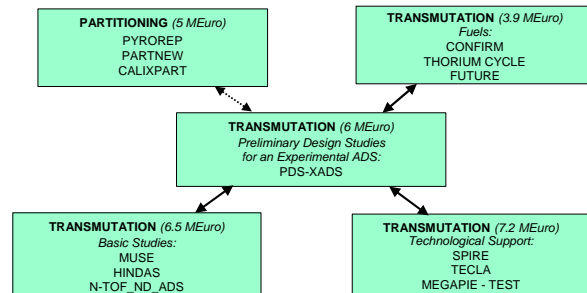 PARTITIONING (5 MEuro)
PYROREP
PARTNEW
CALIXPART
TRANSMUTATION (3.9 MEuro)
Fuels:
CONFIRM
THORIUM CYCLE
FUTURE
TRANSMUTATION (6 MEuro)
Preliminary Design Studies
for an Experimental ADS:
PDS-XADS
TRANSMUTATION (6.5 MEuro)
Basic Studies:
MUSE
HINDAS
N-TOF_ND_ADS
TRANSMUTATION (7.2 MEuro)
Technological Support:
SPIRE
TECLA
MEGAPIE - TEST